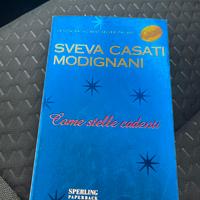 SVEVA CASATI
MODIGNANI
Come stelle cadenti
SPERLING
PAPERBACK